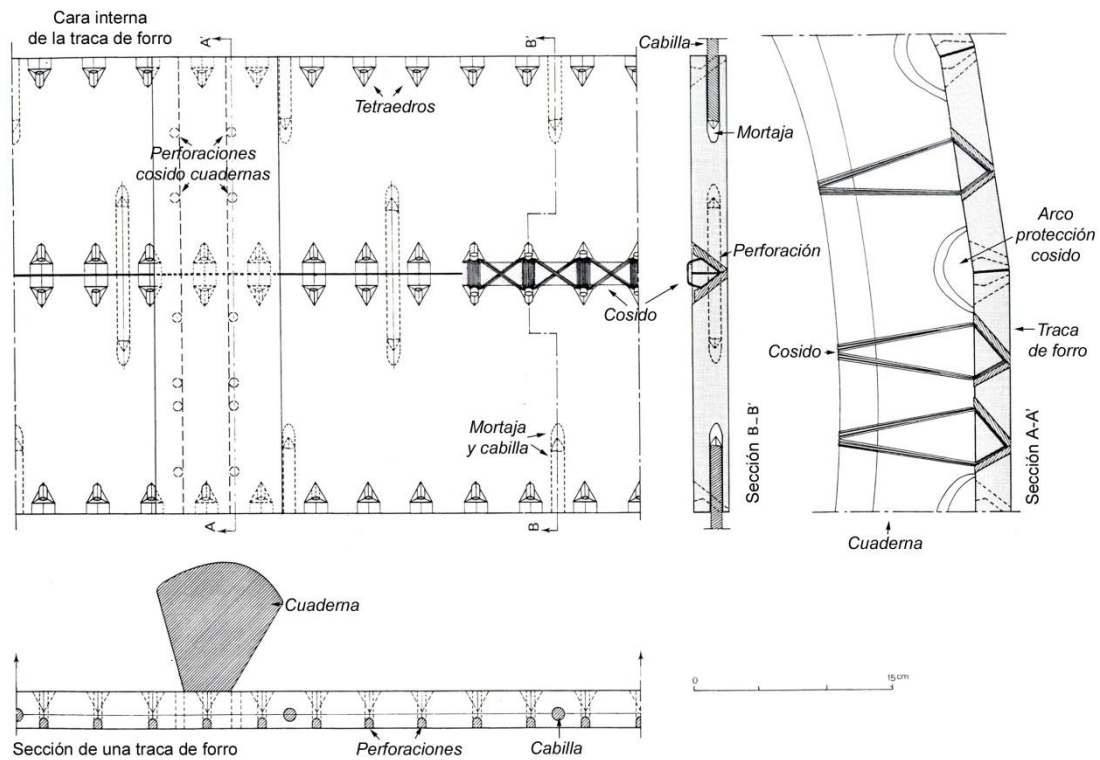 Cara interna
de la traca de forro
A'
B'
Cabilla
Tetraedros
Mortaja
Perforaciones
cosido cuadernas
Arco
protección
cosido
Perforación
Cosido
Traca
de forro
Cosido
Mortaja
y cabilla
Sección B-B'
Sección A-A'
A
B
Cuaderna
Cuaderna
0
15 cm
Sección de una traca de forro
Perforaciones
Cabilla